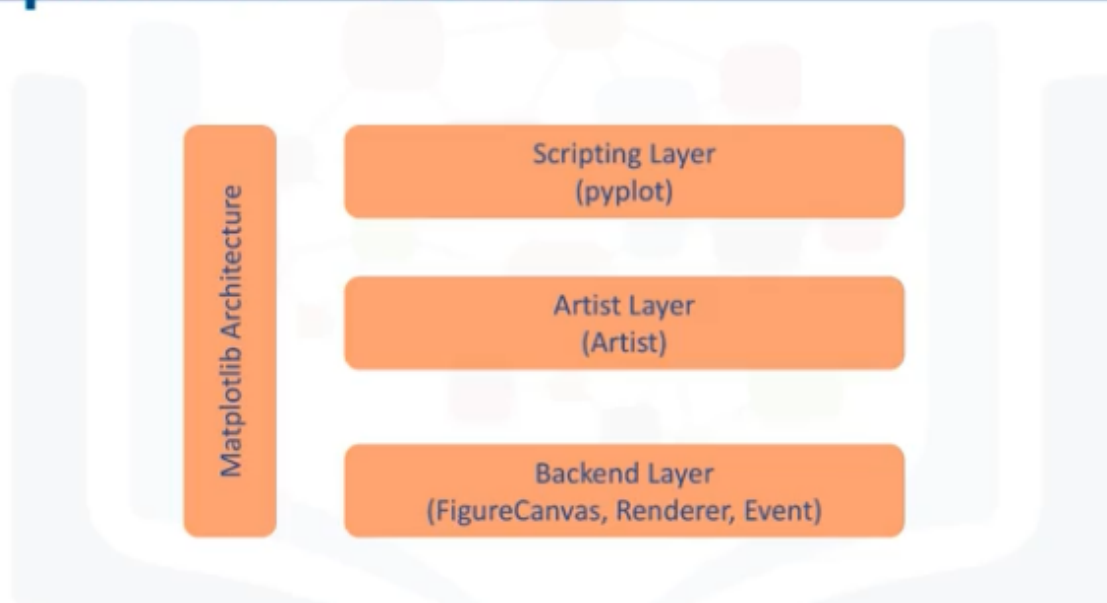 Matplotlib Architecture
Scripting Layer
(pyplot)
Artist Layer
(Artist)
Backend Layer
(FigureCanvas, Renderer, Event)